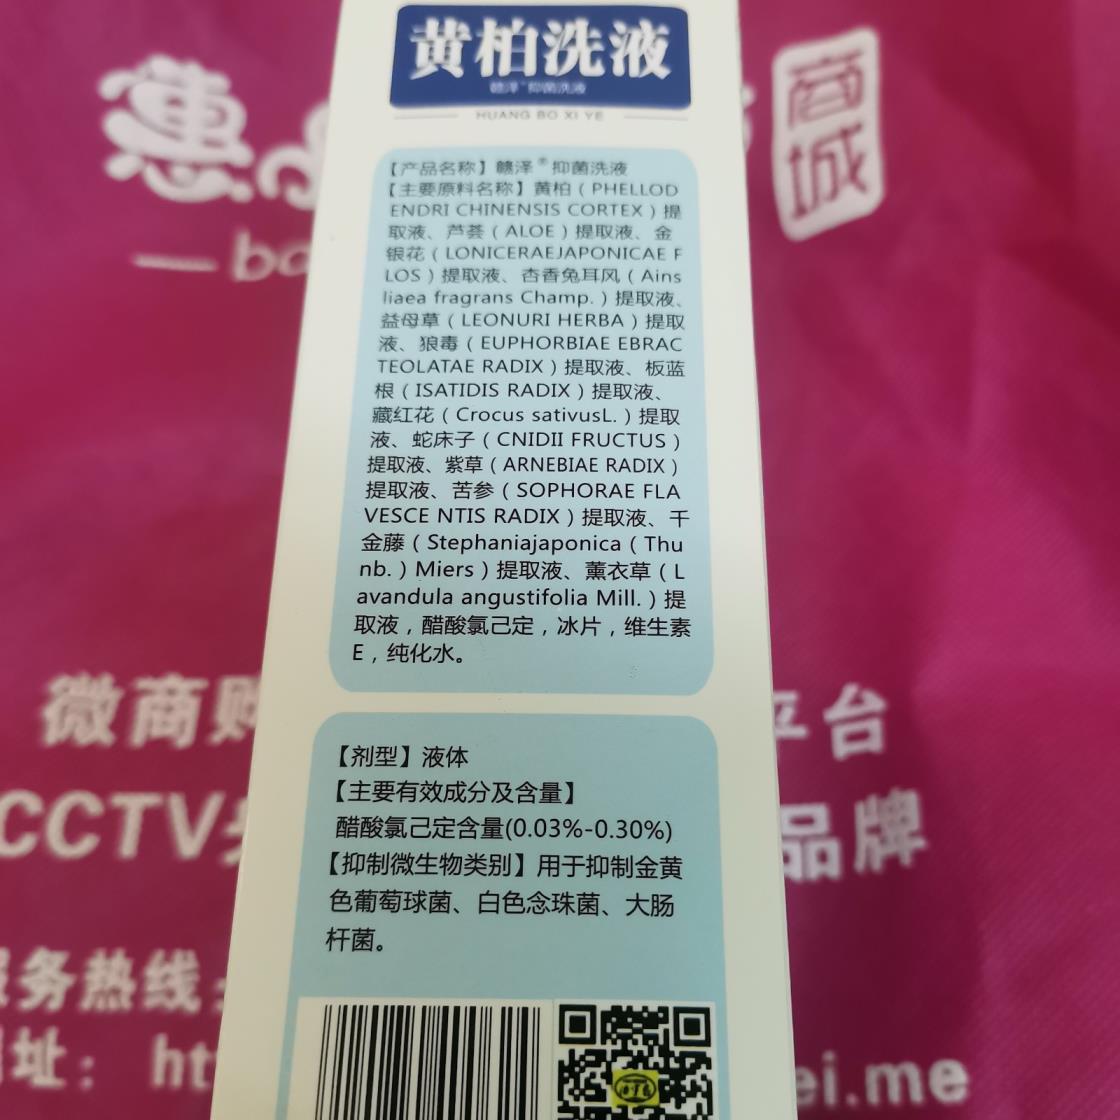 黄柏洗液
赣泽®抑菌洗液
HUANG BO XI YE
【产品名称】赣泽®抑菌洗液
【主要原料名称】黄柏(PHELLOD
ENDRI CHINENSIS CORTEX)提
取液、芦荟(ALOE)提取液、金
银花(LONICERAEJAPONICAE F
LOS)提取液、杏香兔耳风(Ains
liaea fragrans Champ.)提取液、
益母草(LEONURI HERBA)提取
液、狼毒(EUPHORBIAE EBRAC
TEOLATAE RADIX)提取液、板蓝
根(ISATIDIS RADIX)提取液、
藏红花(Crocus sativusL.)提取
液、蛇床子(CNIDII FRUCTUS)
提取液、紫草(ARNEBIAE RADIX)
提取液、苦参(SOPHORAE FLA
VESCE NTIS RADIX)提取液、千
金藤(Stephaniajaponica(Thu
nb.)Miers)提取液、薰衣草(L
avandula angustifolia Mill.)提
取液,醋酸氯己定,冰片,维生素
E,纯化水。
【剂型】液体
【主要有效成分及含量】
醋酸氯己定含量(0.03%-0.30%)
【抑制微生物类别】用于抑制金黄
色葡萄球菌、白色念珠菌、大肠
杆菌。
惠
商城
ba
微商购
平台
CCTV
品牌
服务热线
网址: htt
ei.me